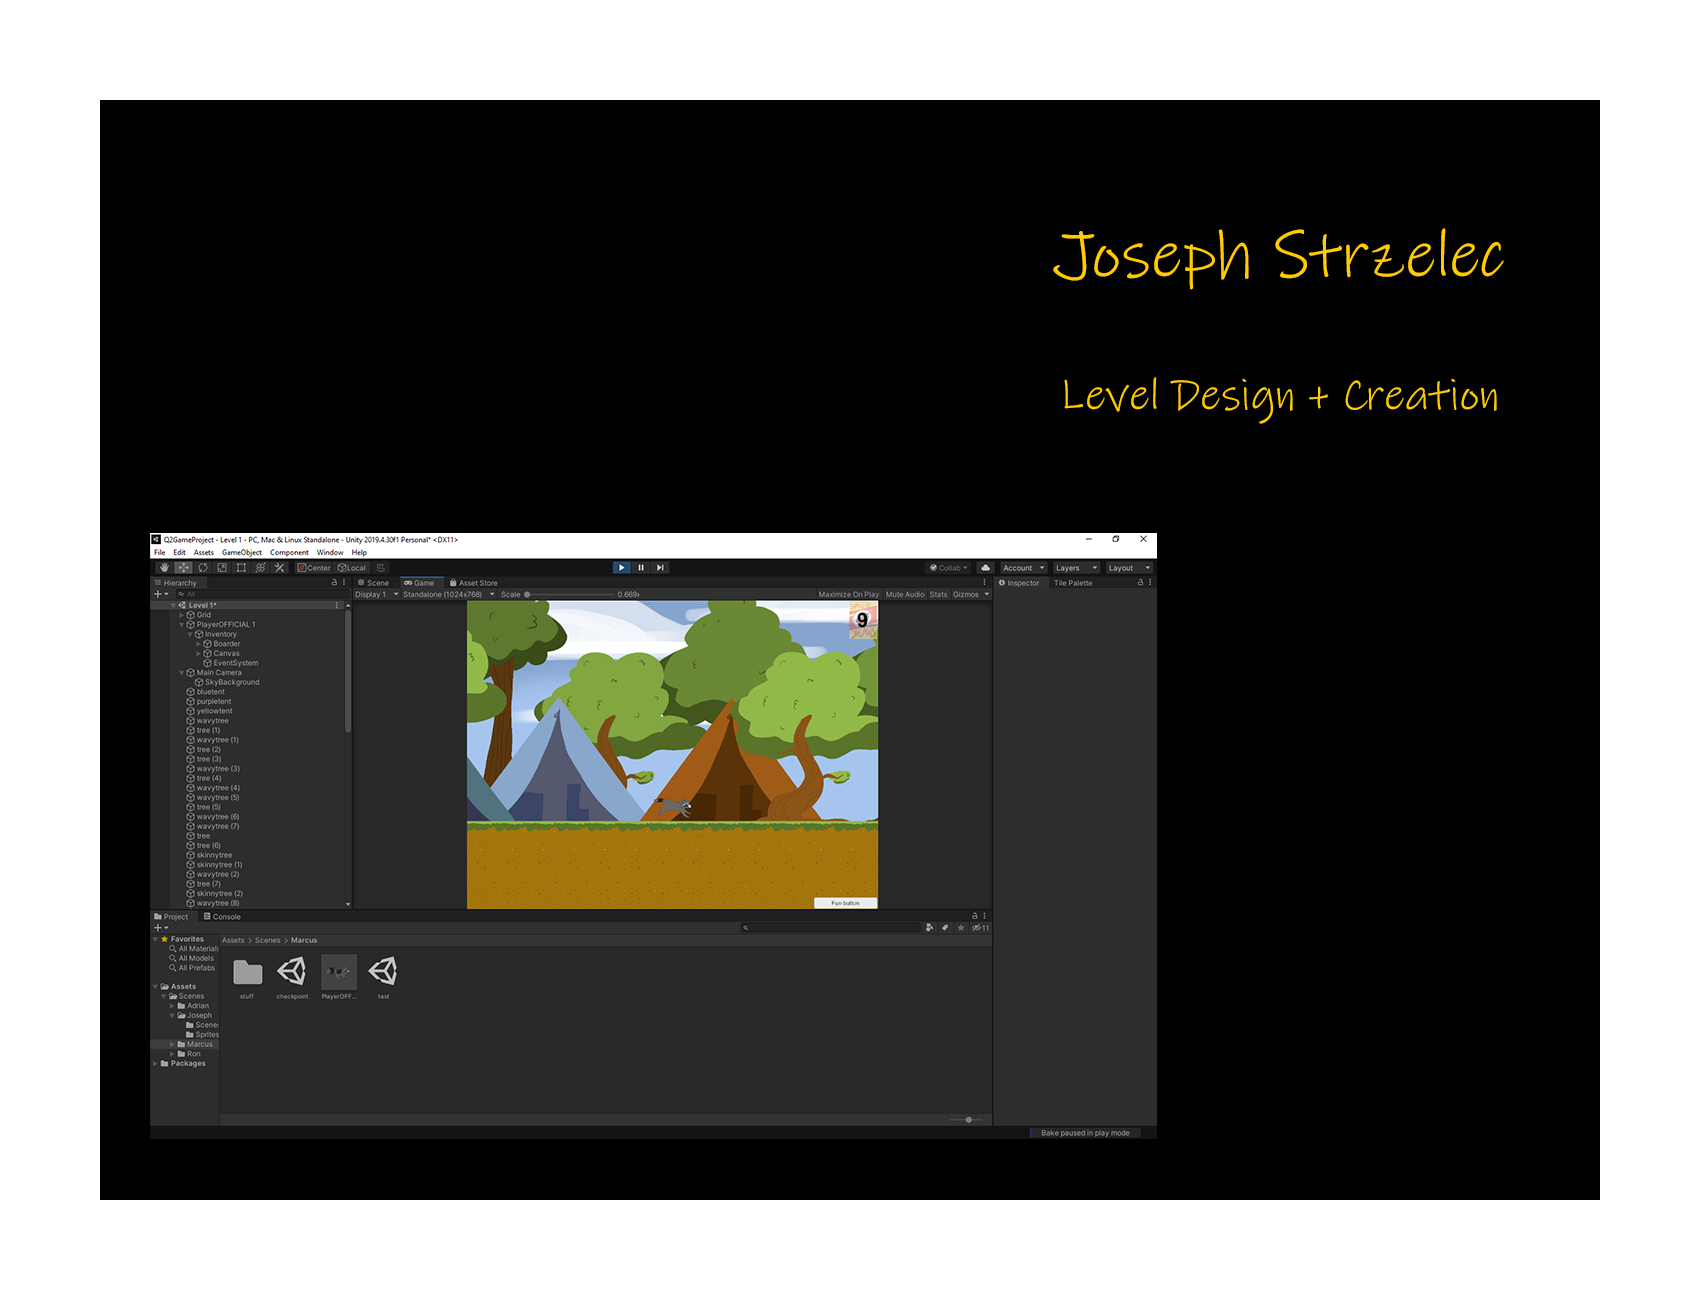 Joseph Strzelec
Level Design + Creation
Q2GameProject - Level 1 - PC, Mac & Linux Standalone - Unity 2019.4.30f1 Personal* <DX11>
File Edit Assets GameObject Component Window Help
Center Local Collab Account Layers Layout
Hierarchy
All
Level 1*
Grid
PlayerOFFICIAL 1
Inventory
Boarder
Canvas
EventSystem
Main Camera
SkyBackground
bluetent
purpletent
yellowtent
wavytree
tree (1)
wavytree (1)
tree (2)
tree (3)
wavytree (3)
tree (4)
wavytree (4)
wavytree (5)
tree (5)
wavytree (6)
wavytree (7)
tree
tree (6)
skinnytree
skinnytree (1)
wavytree (2)
tree (7)
skinnytree (2)
wavytree (8)
Scene Game Asset Store
Display 1 Standalone (1024x768) Scale 0.669x Maximize On Play Mute Audio Stats Gizmos
9
Fun button
Inspector Tile Palette
Project Console
11
Favorites
All Materials
All Models
All Prefabs
Assets
Scenes
Adrian
Joseph
Scene
Sprites
Marcus
Ron
Packages
Assets > Scenes > Marcus
stuff checkpoint PlayerOFF... test
Bake paused in play mode